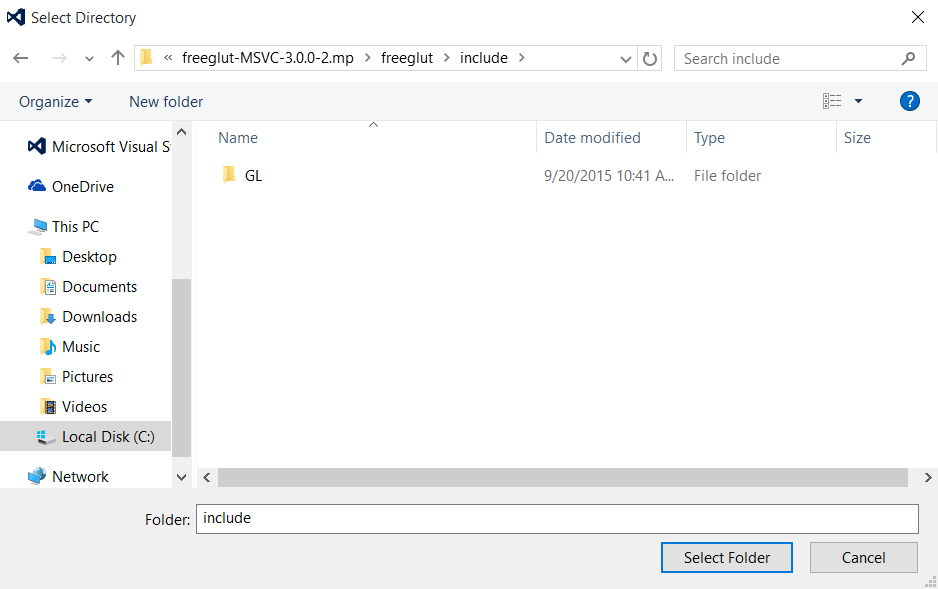 Select Directory
« freeglut-MSVC-3.0.0-2.mp > freeglut > include >
Search include
Organize
New folder
?
Name
Date modified
Type
Size
Microsoft Visual S
OneDrive
This PC
Desktop
Documents
Downloads
Music
Pictures
Videos
Local Disk (C:)
Network
GL
9/20/2015 10:41 A...
File folder
Folder: include
Select Folder
Cancel